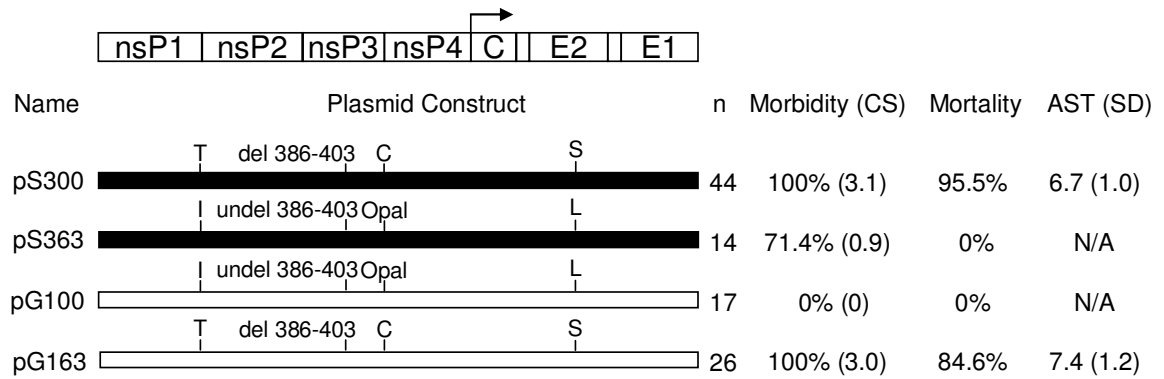 nsP1 nsP2 nsP3 nsP4 C E2 E1
Name Plasmid Construct n Morbidity (CS) Mortality AST (SD)
T del 386-403 C S
pS300 44 100% (3.1) 95.5% 6.7 (1.0)
I undel 386-403 Opal L
pS363 14 71.4% (0.9) 0% N/A
I undel 386-403 Opal L
pG100 17 0% (0) 0% N/A
T del 386-403 C S
pG163 26 100% (3.0) 84.6% 7.4 (1.2)